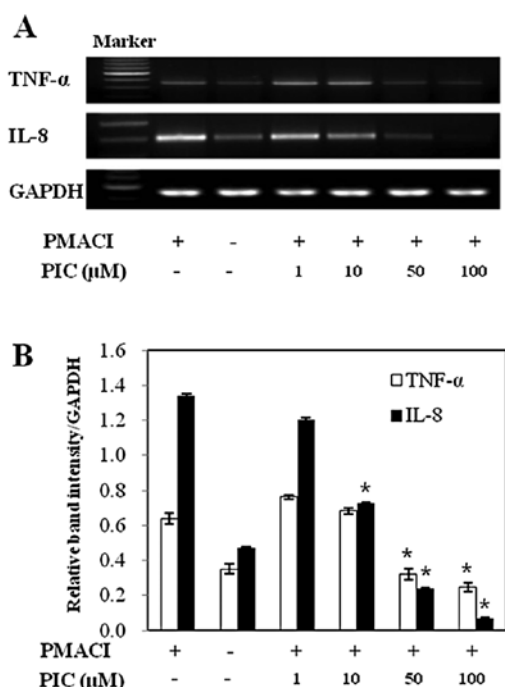 A
Marker
TNF-α
IL-8
GAPDH
PMACI + - + + + +
PIC (μM) - - 1 10 50 100
B
Relative band intensity/GAPDH
1.6
1.4
1.2
1.0
0.8
0.6
0.4
0.2
0.0
TNF-α
IL-8
*
* *
* *
PMACI + - + + + +
PIC (μM) - - 1 10 50 100